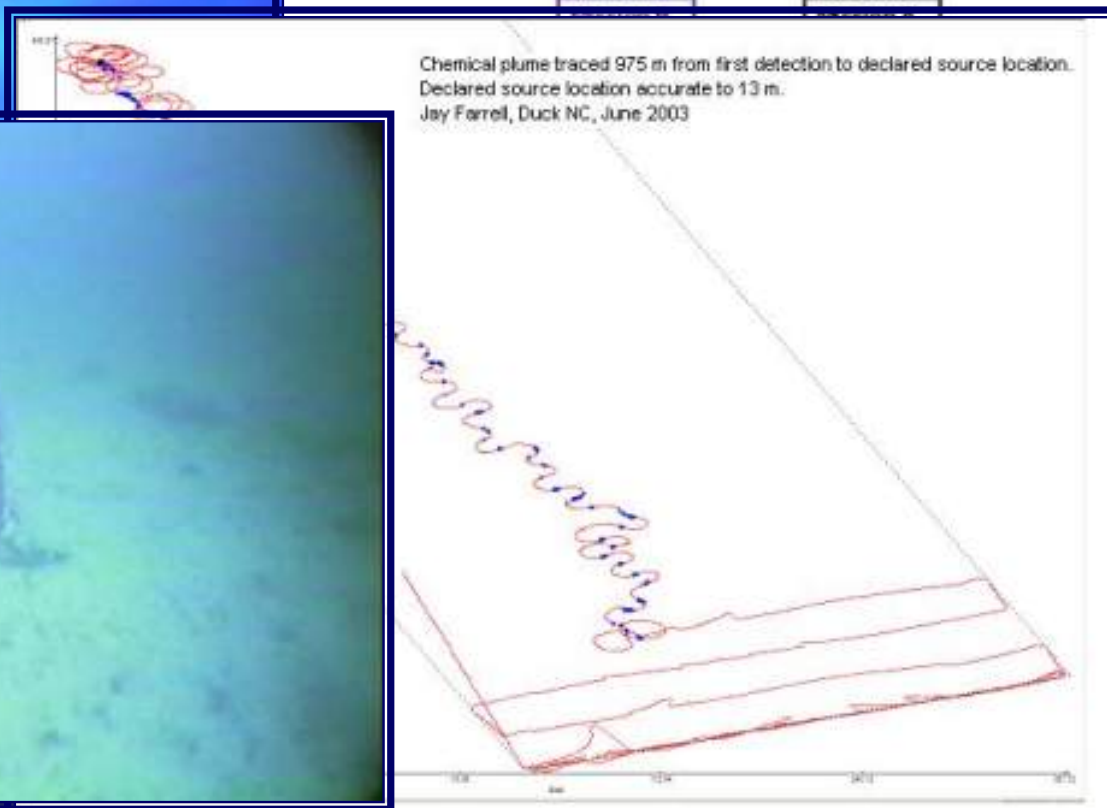 Chemical plume traced 975 m from first detection to declared source location.
Declared source location accurate to 13 m.
Jay Farrell, Duck NC, June 2003